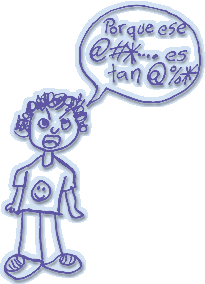 Porque ese
@#*.... es
tan @%*